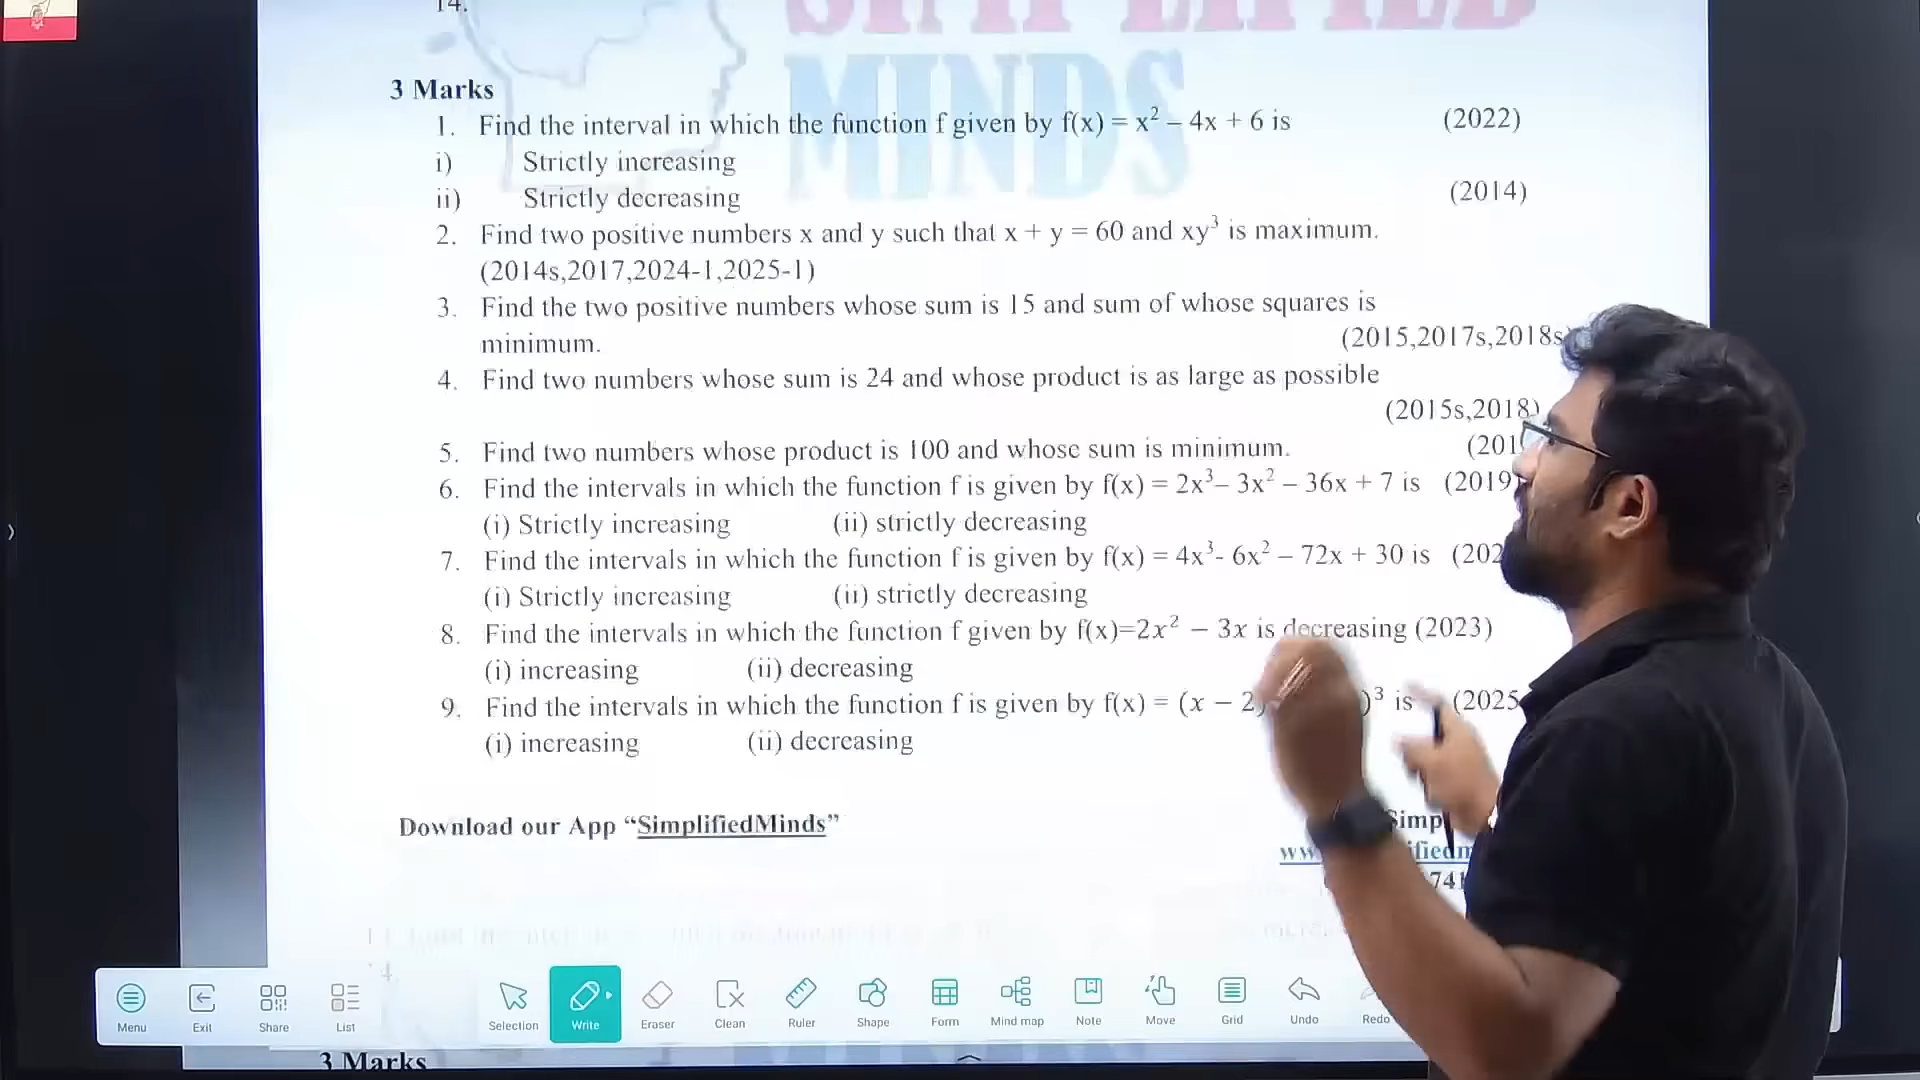 14.
SIMPLIFIED
MINDS
3 Marks
1. Find the interval in which the function f given by f(x) = x² – 4x + 6 is (2022)
i) Strictly increasing
ii) Strictly decreasing (2014)
2. Find two positive numbers x and y such that x + y = 60 and xy³ is maximum.
(2014s,2017,2024-1,2025-1)
3. Find the two positive numbers whose sum is 15 and sum of whose squares is
minimum. (2015,2017s,2018s)
4. Find two numbers whose sum is 24 and whose product is as large as possible
(2015s,2018)
5. Find two numbers whose product is 100 and whose sum is minimum.
6. Find the intervals in which the function f is given by f(x) = 2x³– 3x² – 36x + 7 is (2019)
(i) Strictly increasing (ii) strictly decreasing
7. Find the intervals in which the function f is given by f(x) = 4x³- 6x² – 72x + 30 is
(i) Strictly increasing (ii) strictly decreasing
8. Find the intervals in which the function f given by f(x)=2x² – 3x is decreasing (2023)
(i) increasing (ii) decreasing
9. Find the intervals in which the function f is given by f(x) = (x – 2) )³ is (2025
(i) increasing (ii) decreasing
Download our App “SimplifiedMinds”
Menu Exit Share List Selection Write Eraser Clean Ruler Shape Form Mind map Note Move Grid Undo Redo
3 Marks